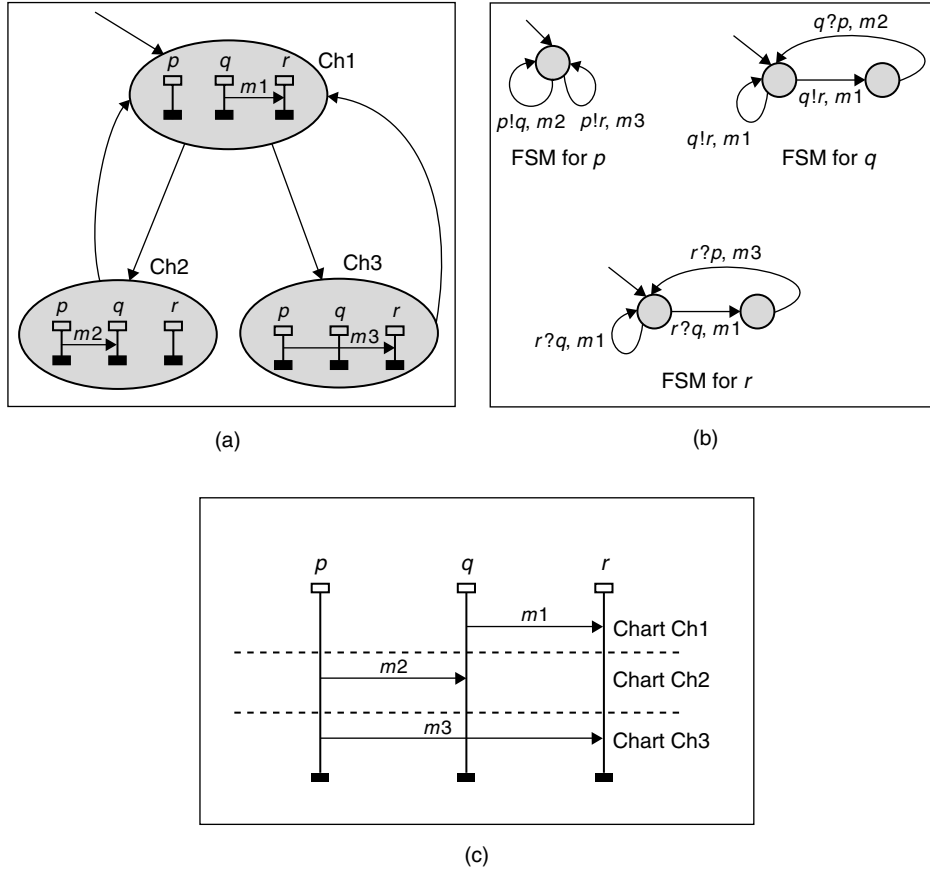 Ch1
p q r
m1
Ch2
p q r
m2
Ch3
p q r
m3
(a)
p!q, m2
p!r, m3
FSM for p
q?p, m2
q!r, m1
q!r, m1
FSM for q
r?p, m3
r?q, m1
r?q, m1
FSM for r
(b)
p q r
m1
Chart Ch1
m2
Chart Ch2
m3
Chart Ch3
(c)